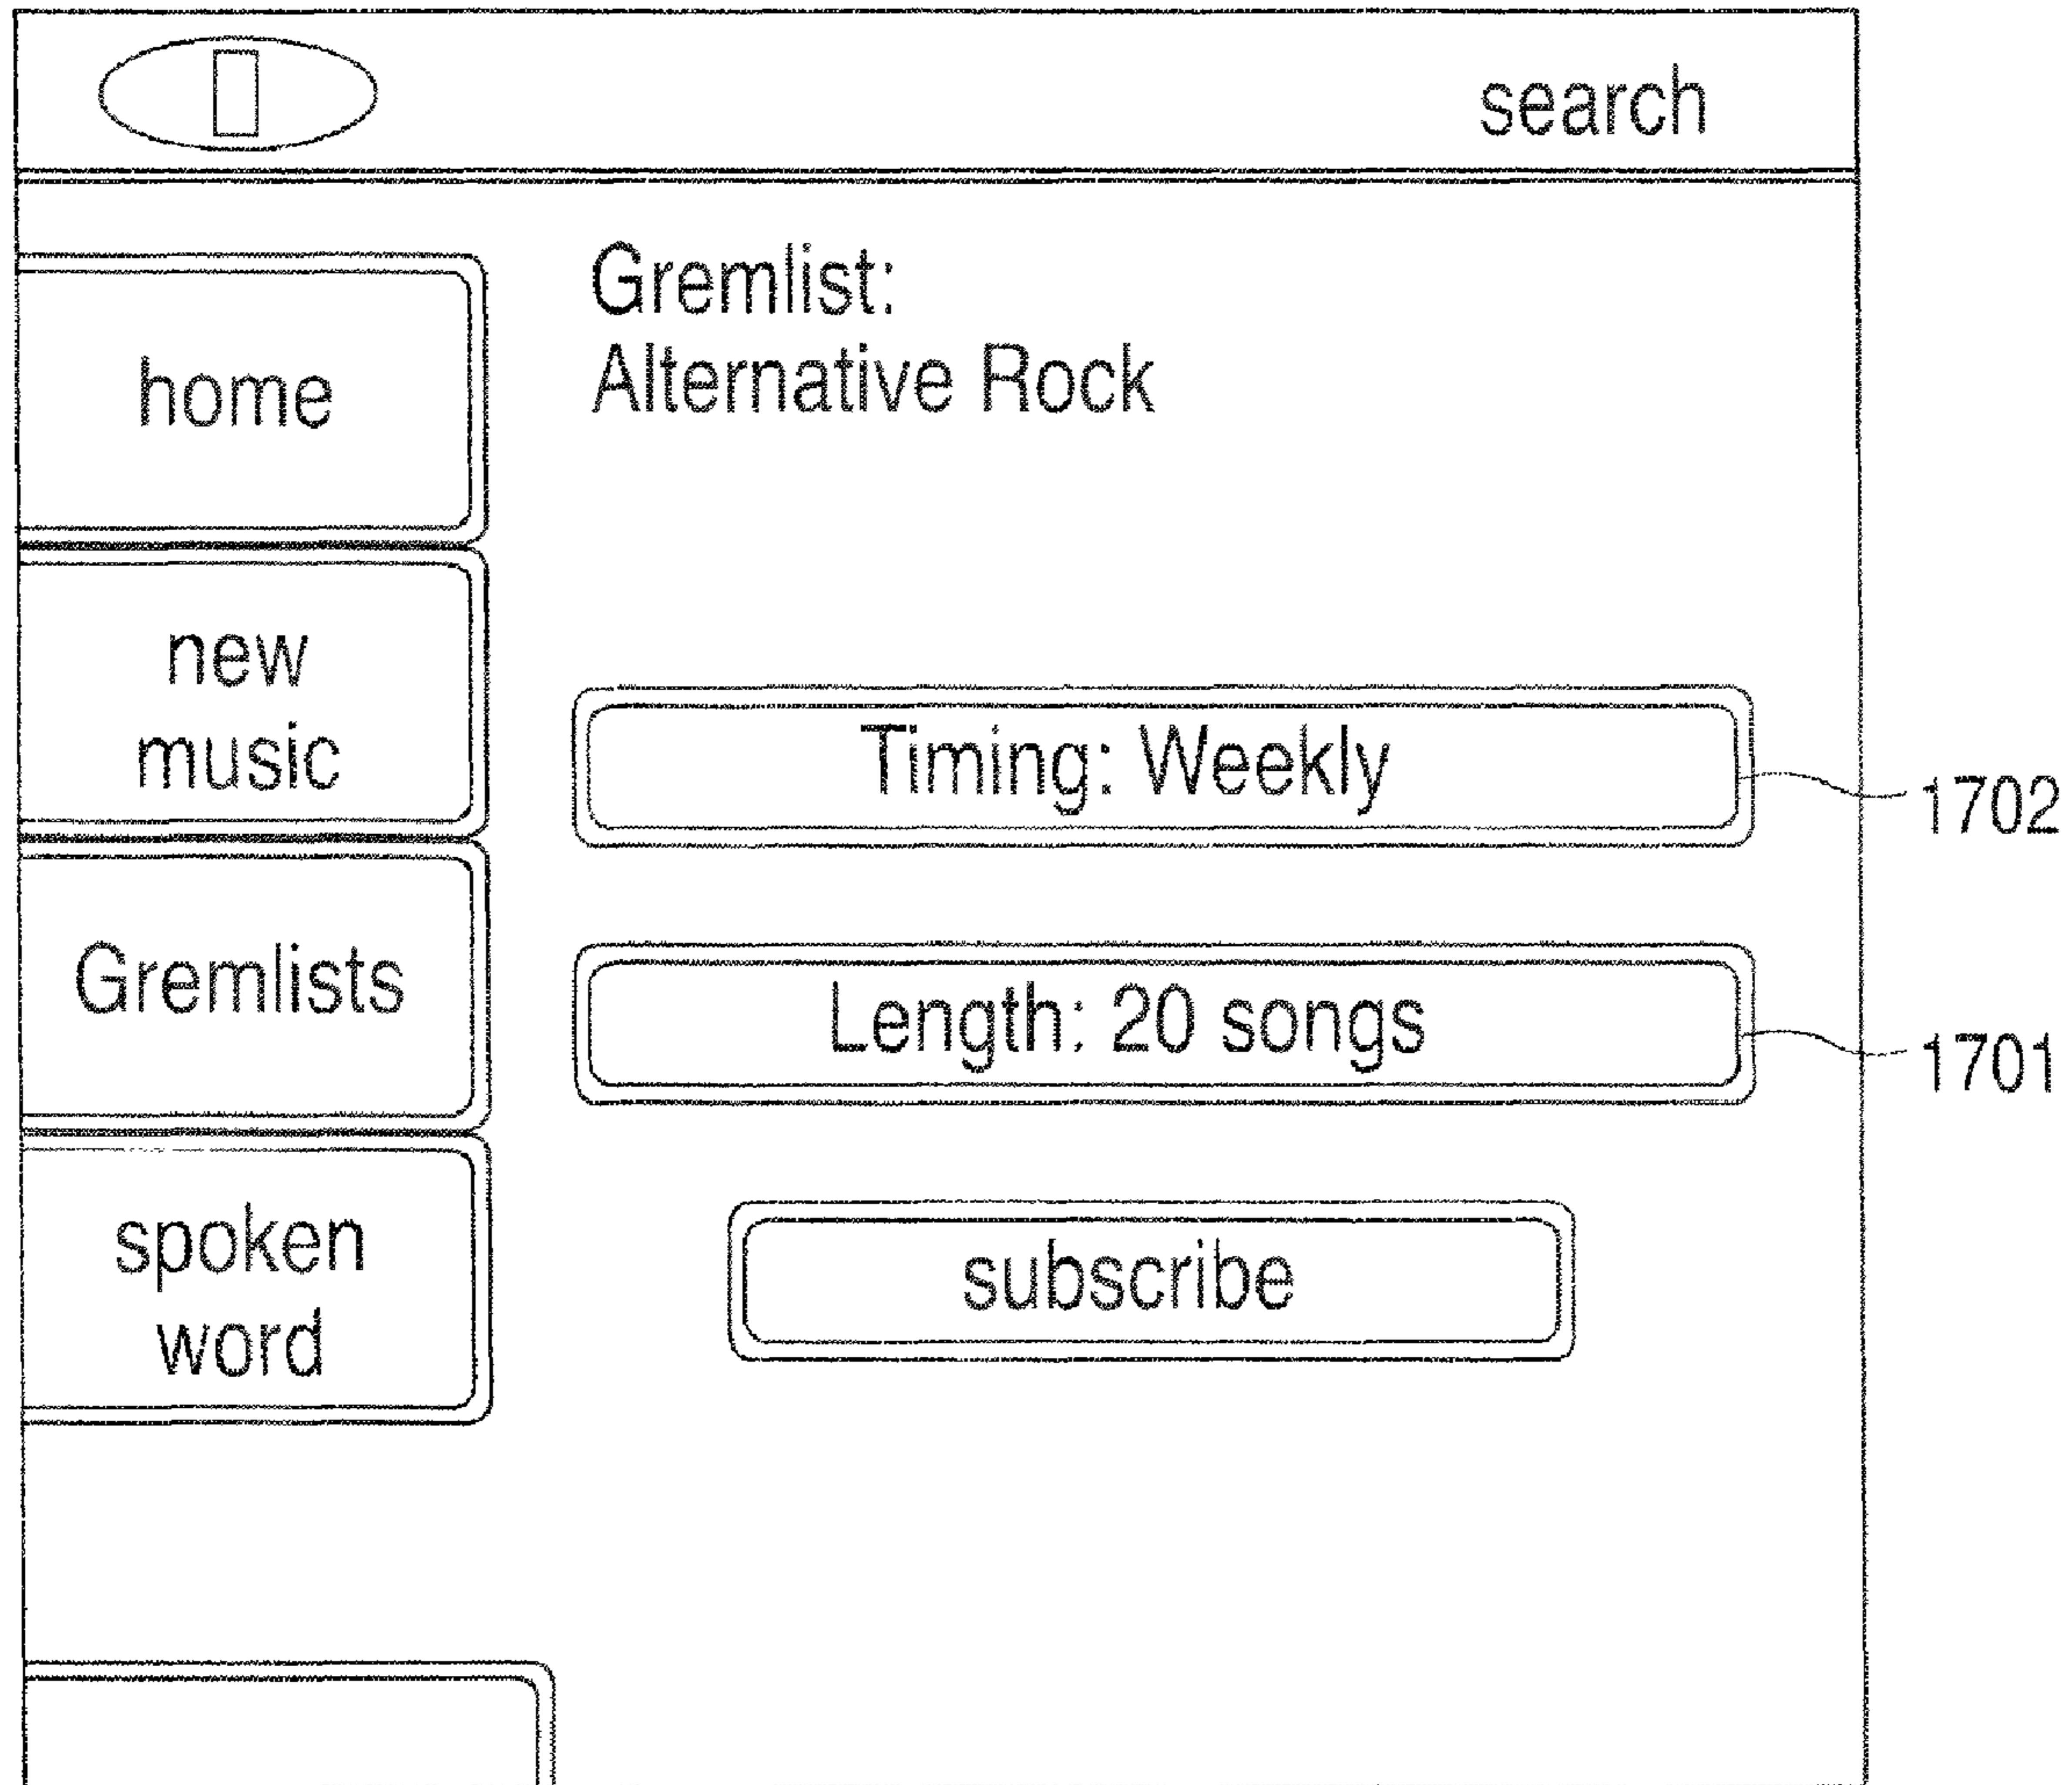 search
Gremlist:
Alternative Rock
home
new
music
Gremlists
spoken
word
Timing: Weekly
1702
Length: 20 songs
1701
subscribe